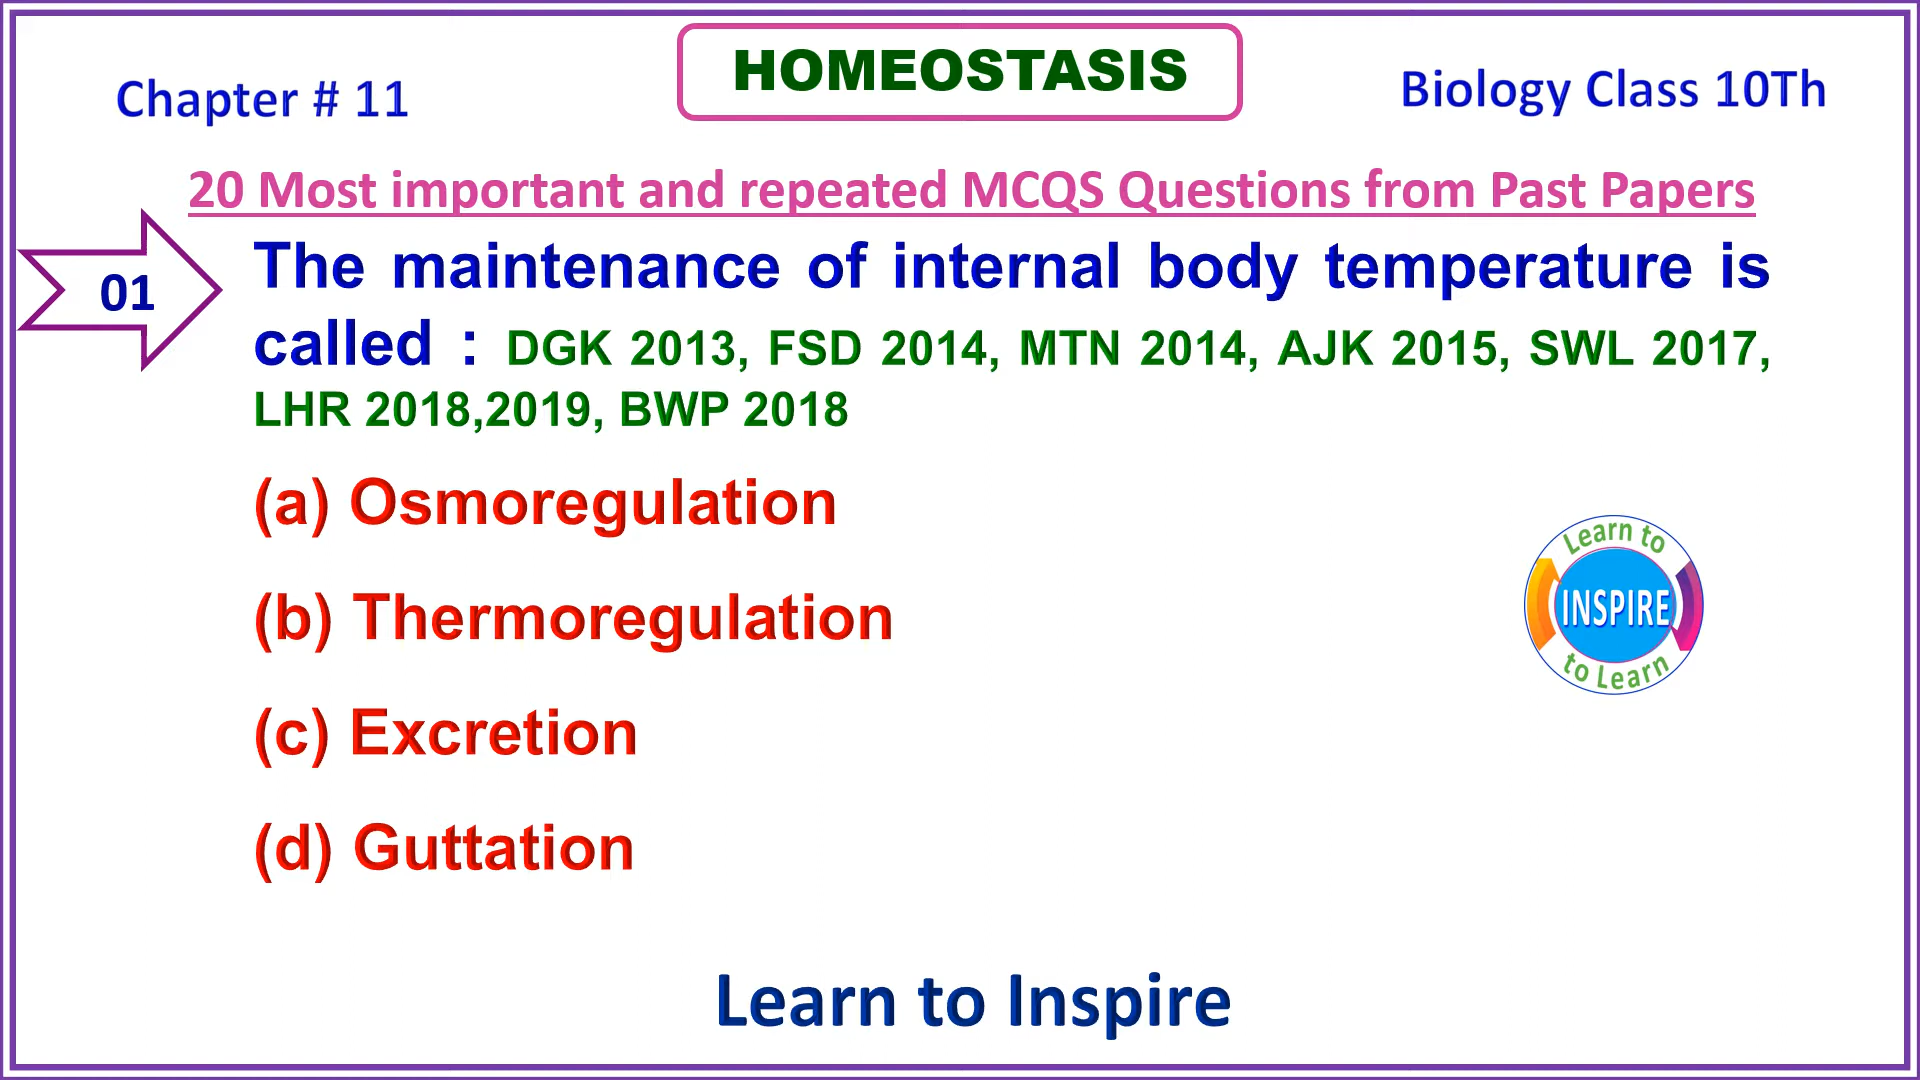 HOMEOSTASIS
Chapter # 11
Biology Class 10Th
20 Most important and repeated MCQS Questions from Past Papers
01
The maintenance of internal body temperature is
called : DGK 2013, FSD 2014, MTN 2014, AJK 2015, SWL 2017,
LHR 2018,2019, BWP 2018
(a) Osmoregulation
(b) Thermoregulation
(c) Excretion
(d) Guttation
Learn to
INSPIRE
to Learn
Learn to Inspire